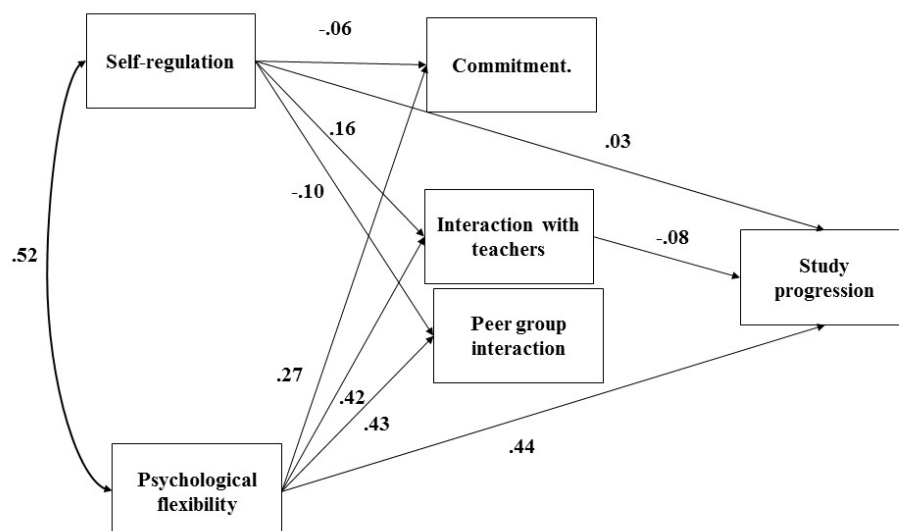 -.06
Self-regulation
Commitment.
.16
.03
-.10
Interaction with
teachers
-.08
.52
Study
progression
Peer group
interaction
.27
.42
.43
.44
Psychological
flexibility